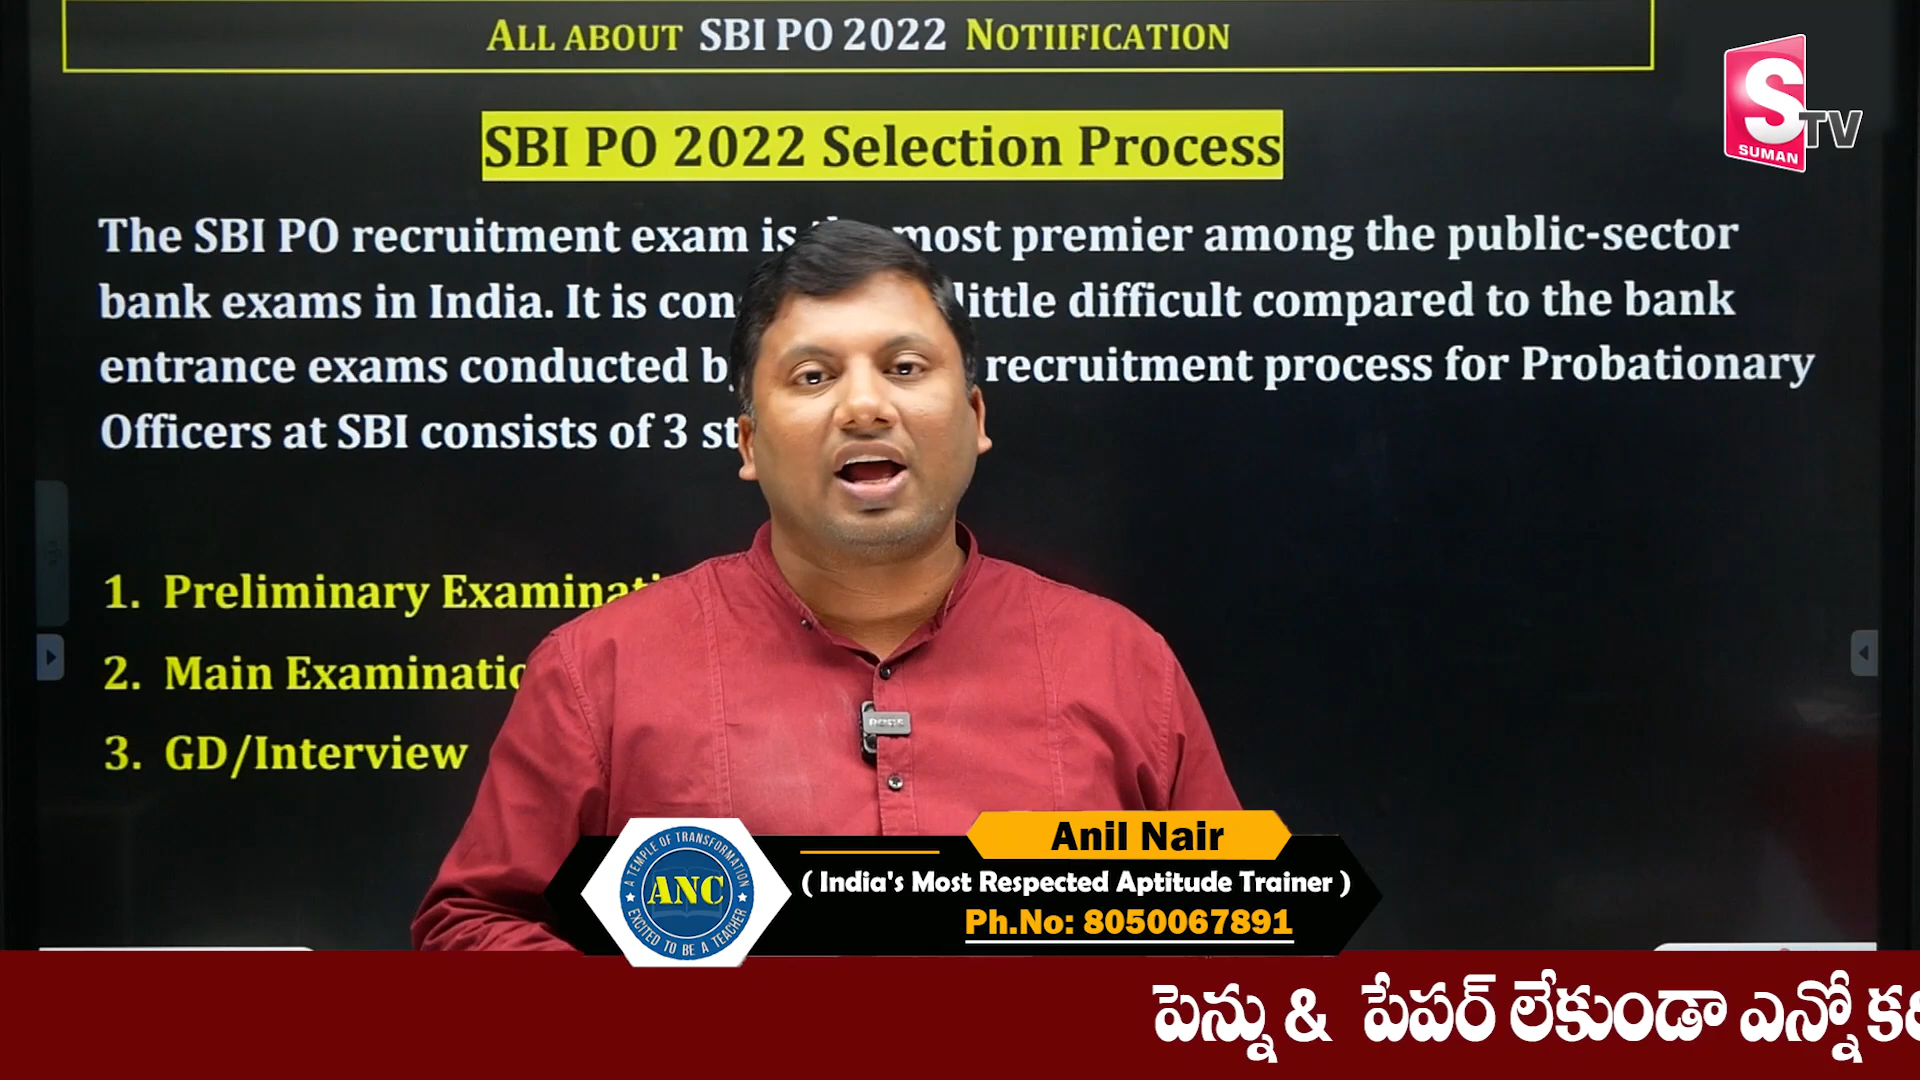 ALL ABOUT SBI PO 2022 NOTIIFICATION
S TV
SUMAN
SBI PO 2022 Selection Process
The SBI PO recruitment exam is most premier among the public-sector
bank exams in India. It is little difficult compared to the bank
entrance exams conducted recruitment process for Probationary
Officers at SBI consists of 3
1. Preliminary
2. Main
3. GD/Interview
A TEMPLE OF TRANSFORMATION
ANC
EXCITED TO BE A TEACHER
Anil Nair
( India's Most Respected Aptitude Trainer )
Ph.No: 8050067891
పెన్ను & పేపర్ లేకుండా ఎన్నో